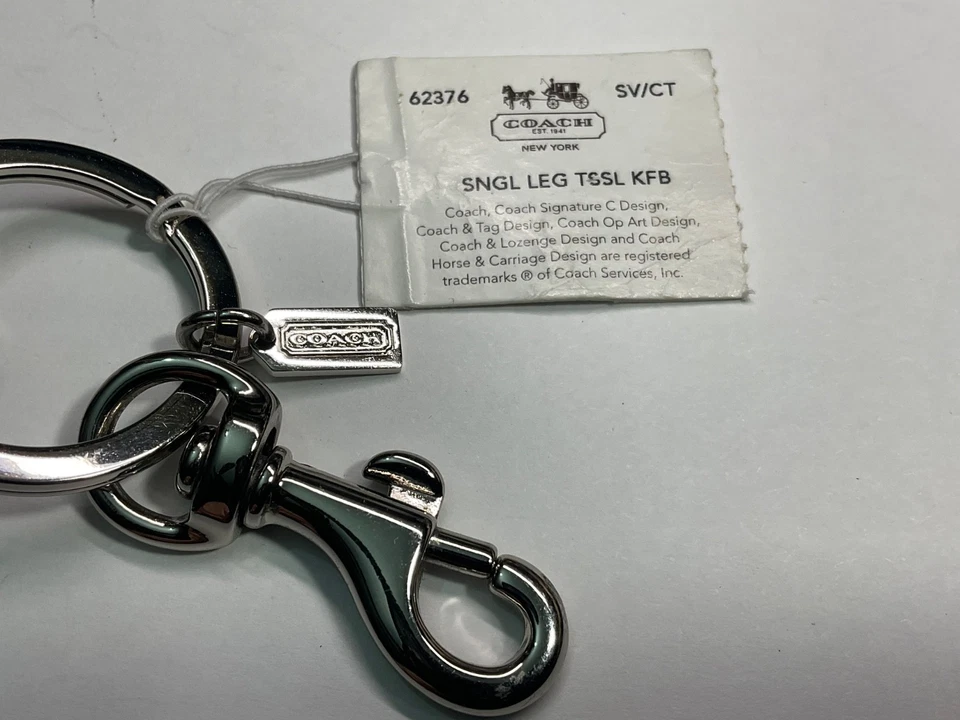 62376
SV/CT
COACH
EST. 1941
NEW YORK
SNGL LEG TSSL KFB
Coach, Coach Signature C Design,
Coach & Tag Design, Coach Op Art Design,
Coach & Lozenge Design and Coach
Horse & Carriage Design are registered
trademarks ® of Coach Services, Inc.
COACH